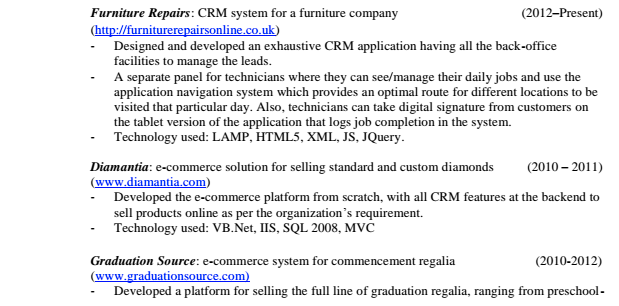 Furniture Repairs: CRM system for a furniture company (2012–Present)
(http://furniturerepairsonline.co.uk)
- Designed and developed an exhaustive CRM application having all the back-office
facilities to manage the leads.
- A separate panel for technicians where they can see/manage their daily jobs and use the
application navigation system which provides an optimal route for different locations to be
visited that particular day. Also, technicians can take digital signature from customers on
the tablet version of the application that logs job completion in the system.
- Technology used: LAMP, HTML5, XML, JS, JQuery.
Diamantia: e-commerce solution for selling standard and custom diamonds (2010 – 2011)
(www.diamantia.com)
- Developed the e-commerce platform from scratch, with all CRM features at the backend to
sell products online as per the organization's requirement.
- Technology used: VB.Net, IIS, SQL 2008, MVC
Graduation Source: e-commerce system for commencement regalia (2010-2012)
(www.graduationsource.com)
- Developed a platform for selling the full line of graduation regalia, ranging from preschool-